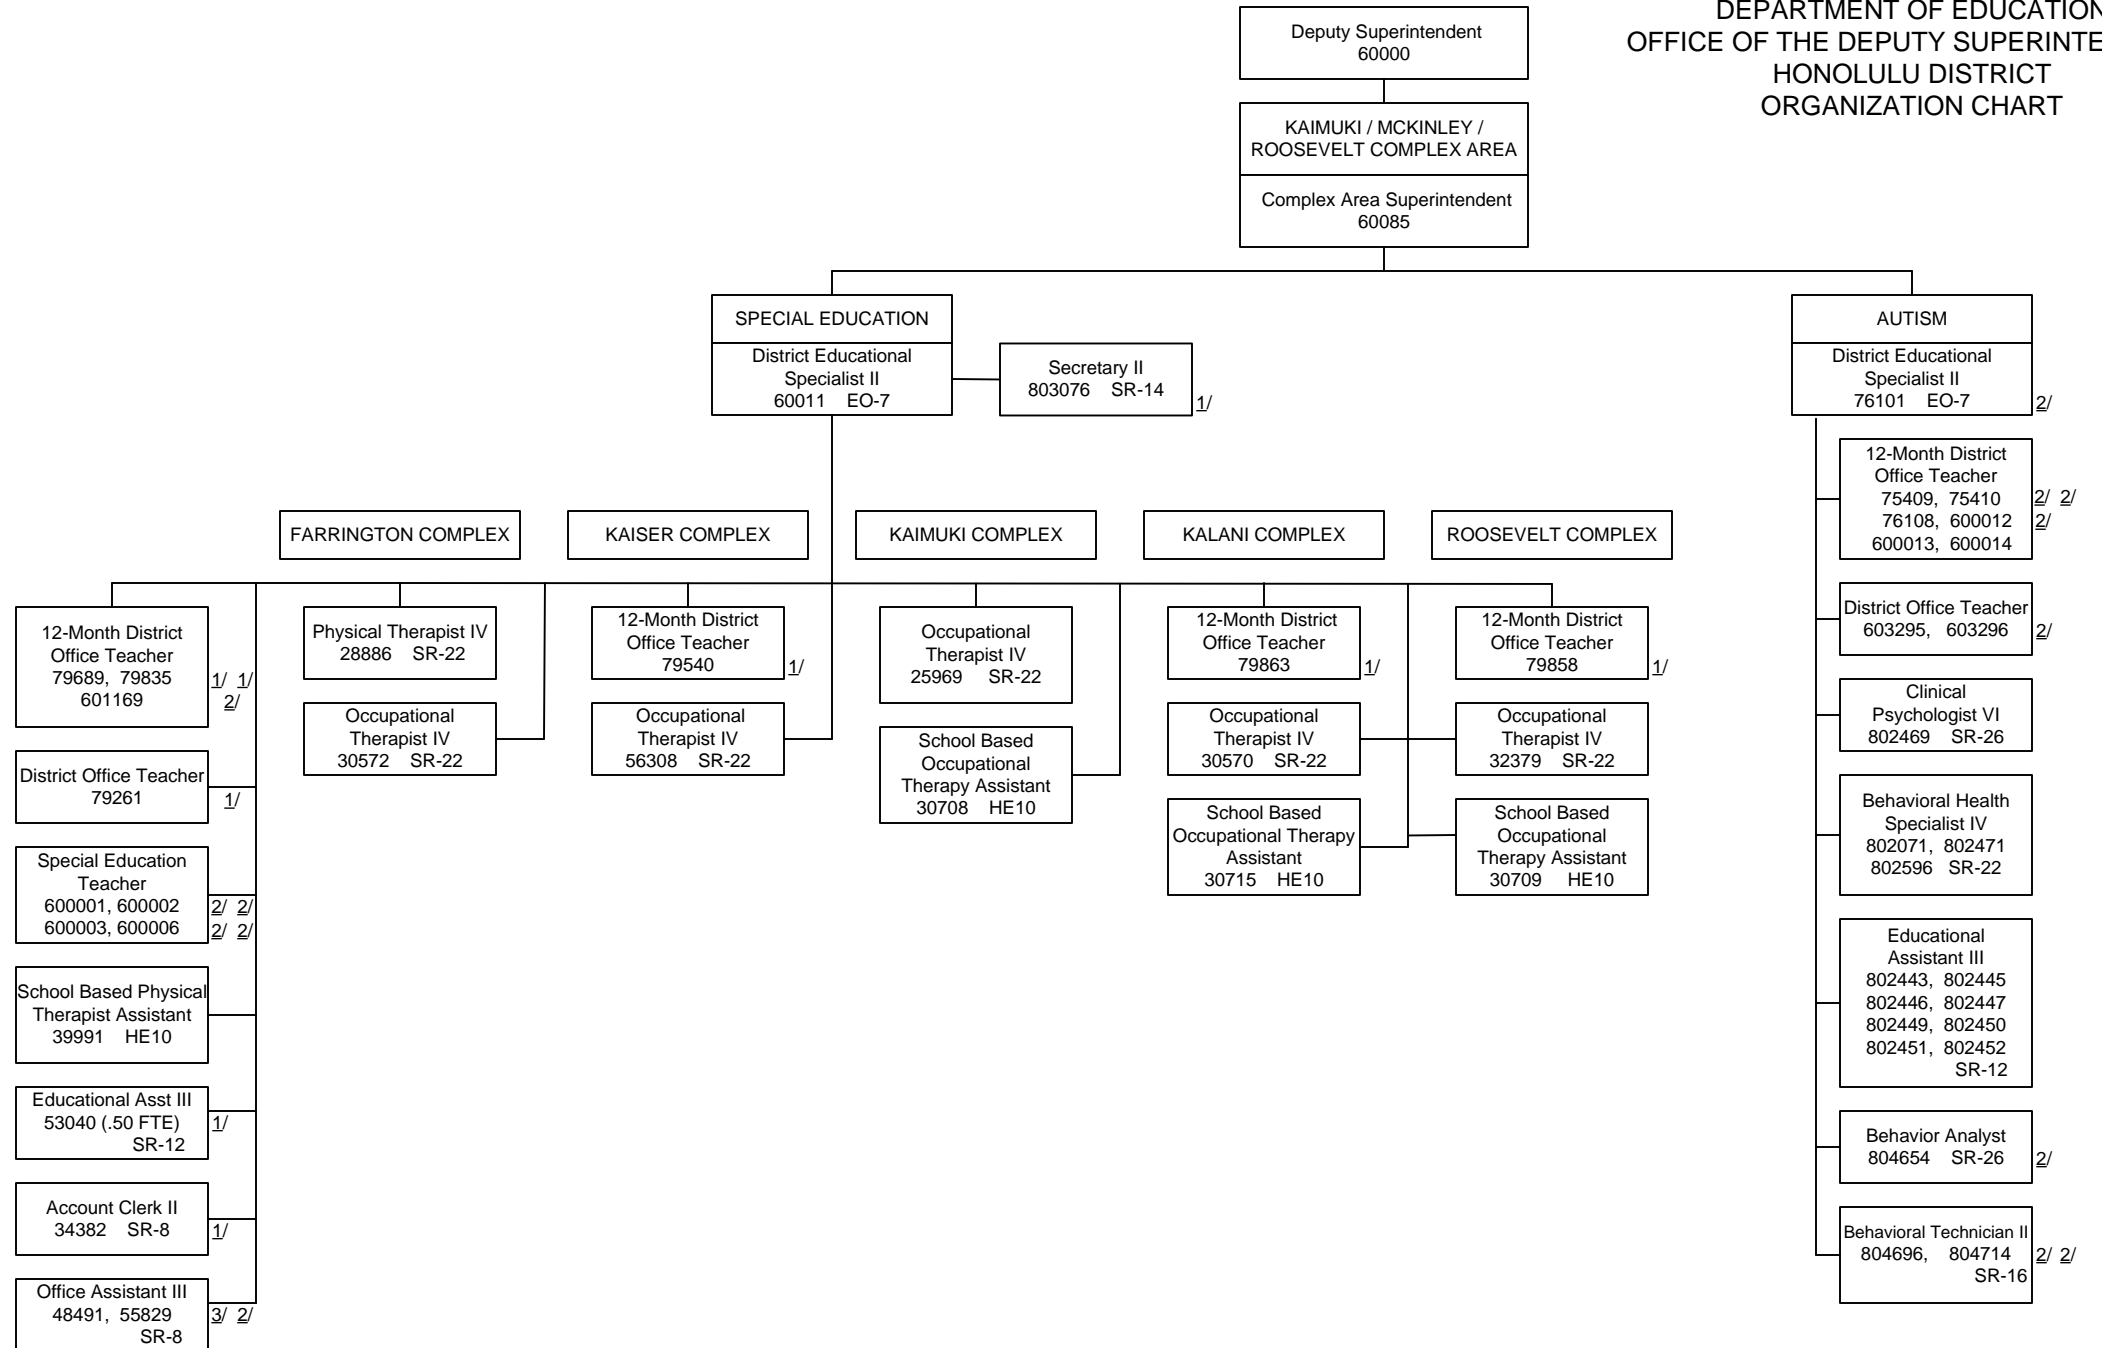 DEPARTMENT OF EDUCATION
OFFICE OF THE DEPUTY SUPERINTE
HONOLULU DISTRICT
ORGANIZATION CHART
Deputy Superintendent
60000
KAIMUKI / MCKINLEY /
ROOSEVELT COMPLEX AREA
Complex Area Superintendent
60085
SPECIAL EDUCATION
District Educational
Specialist II
60011 EO-7
Secretary II
803076 SR-14
1/
AUTISM
District Educational
Specialist II
76101 EO-7
2/
FARRINGTON COMPLEX
KAISER COMPLEX
KAIMUKI COMPLEX
KALANI COMPLEX
ROOSEVELT COMPLEX
12-Month District
Office Teacher
79689, 79835
601169
1/ 1/
2/
District Office Teacher
79261
1/
Special Education
Teacher
600001, 600002
600003, 600006
2/ 2/
2/ 2/
School Based Physical
Therapist Assistant
39991 HE10
Educational Asst III
53040 (.50 FTE)
SR-12
1/
Account Clerk II
34382 SR-8
1/
Office Assistant III
48491, 55829
SR-8
3/ 2/
Physical Therapist IV
28886 SR-22
Occupational
Therapist IV
30572 SR-22
12-Month District
Office Teacher
79540
1/
Occupational
Therapist IV
56308 SR-22
Occupational
Therapist IV
25969 SR-22
School Based
Occupational
Therapy Assistant
30708 HE10
12-Month District
Office Teacher
79863
1/
Occupational
Therapist IV
30570 SR-22
School Based
Occupational Therapy
Assistant
30715 HE10
12-Month District
Office Teacher
79858
1/
Occupational
Therapist IV
32379 SR-22
School Based
Occupational
Therapy Assistant
30709 HE10
12-Month District
Office Teacher
75409, 75410
76108, 600012
600013, 600014
2/ 2/
2/
District Office Teacher
603295, 603296
2/
Clinical
Psychologist VI
802469 SR-26
Behavioral Health
Specialist IV
802071, 802471
802596 SR-22
Educational
Assistant III
802443, 802445
802446, 802447
802449, 802450
802451, 802452
SR-12
Behavior Analyst
804654 SR-26
2/
Behavioral Technician II
804696, 804714
SR-16
2/ 2/